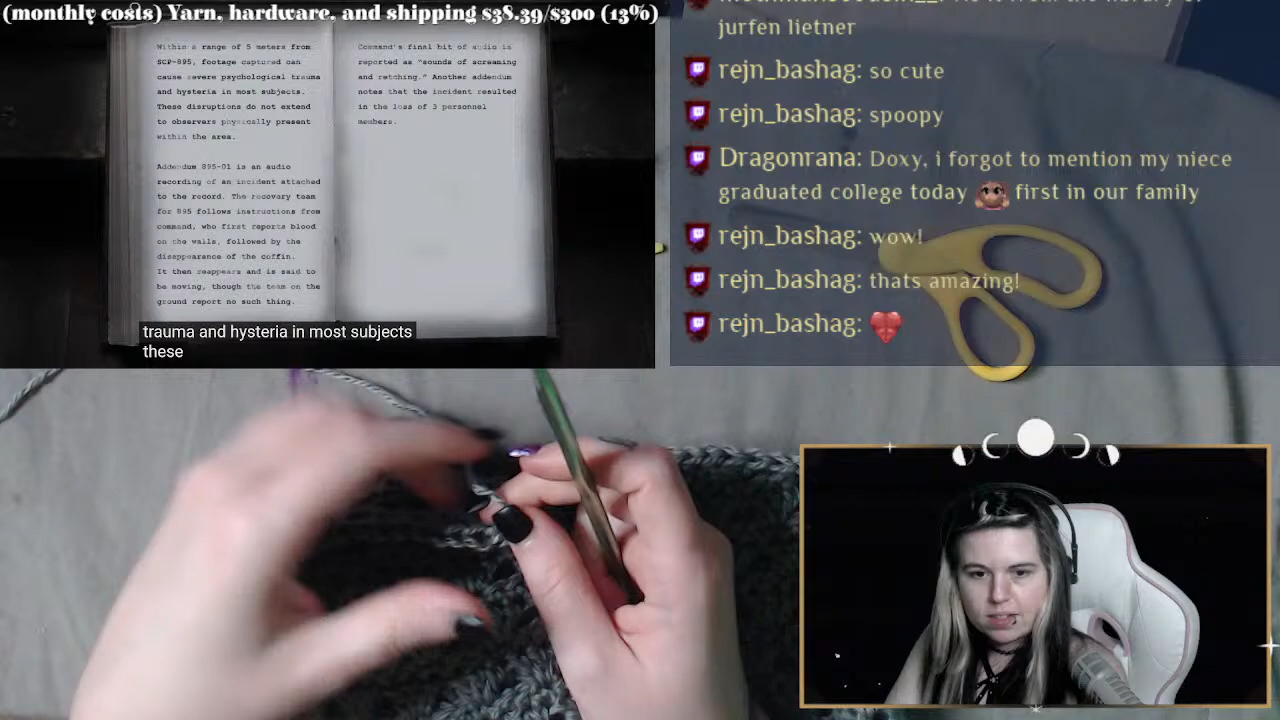 (monthly costs) Yarn, hardware, and shipping $38.39/$300 (13%)
Within a range of 5 meters from
SCP-895, footage captured can
cause severe psychological trauma
and hysteria in most subjects.
These disruptions do not extend
to observers physically present
within the area.
Addendum 895-01 is an audio
recording of an incident attached
to the record. The recovery team
for 895 follows instructions from
command, who first reports blood
on the walls, followed by the
disappearance of the coffin.
It then reappears and is said to
be moving, though the team on the
ground report no such thing.
Command's final bit of audio is
reported as "sounds of screaming
and retching." Another addendum
notes that the incident resulted
in the loss of 3 personnel
members.
trauma and hysteria in most subjects
these
jurfen lietner
rejn_bashag: so cute
rejn_bashag: spoopy
Dragonrana: Doxy, i forgot to mention my niece
graduated college today first in our family
rejn_bashag: wow!
rejn_bashag: thats amazing!
rejn_bashag: